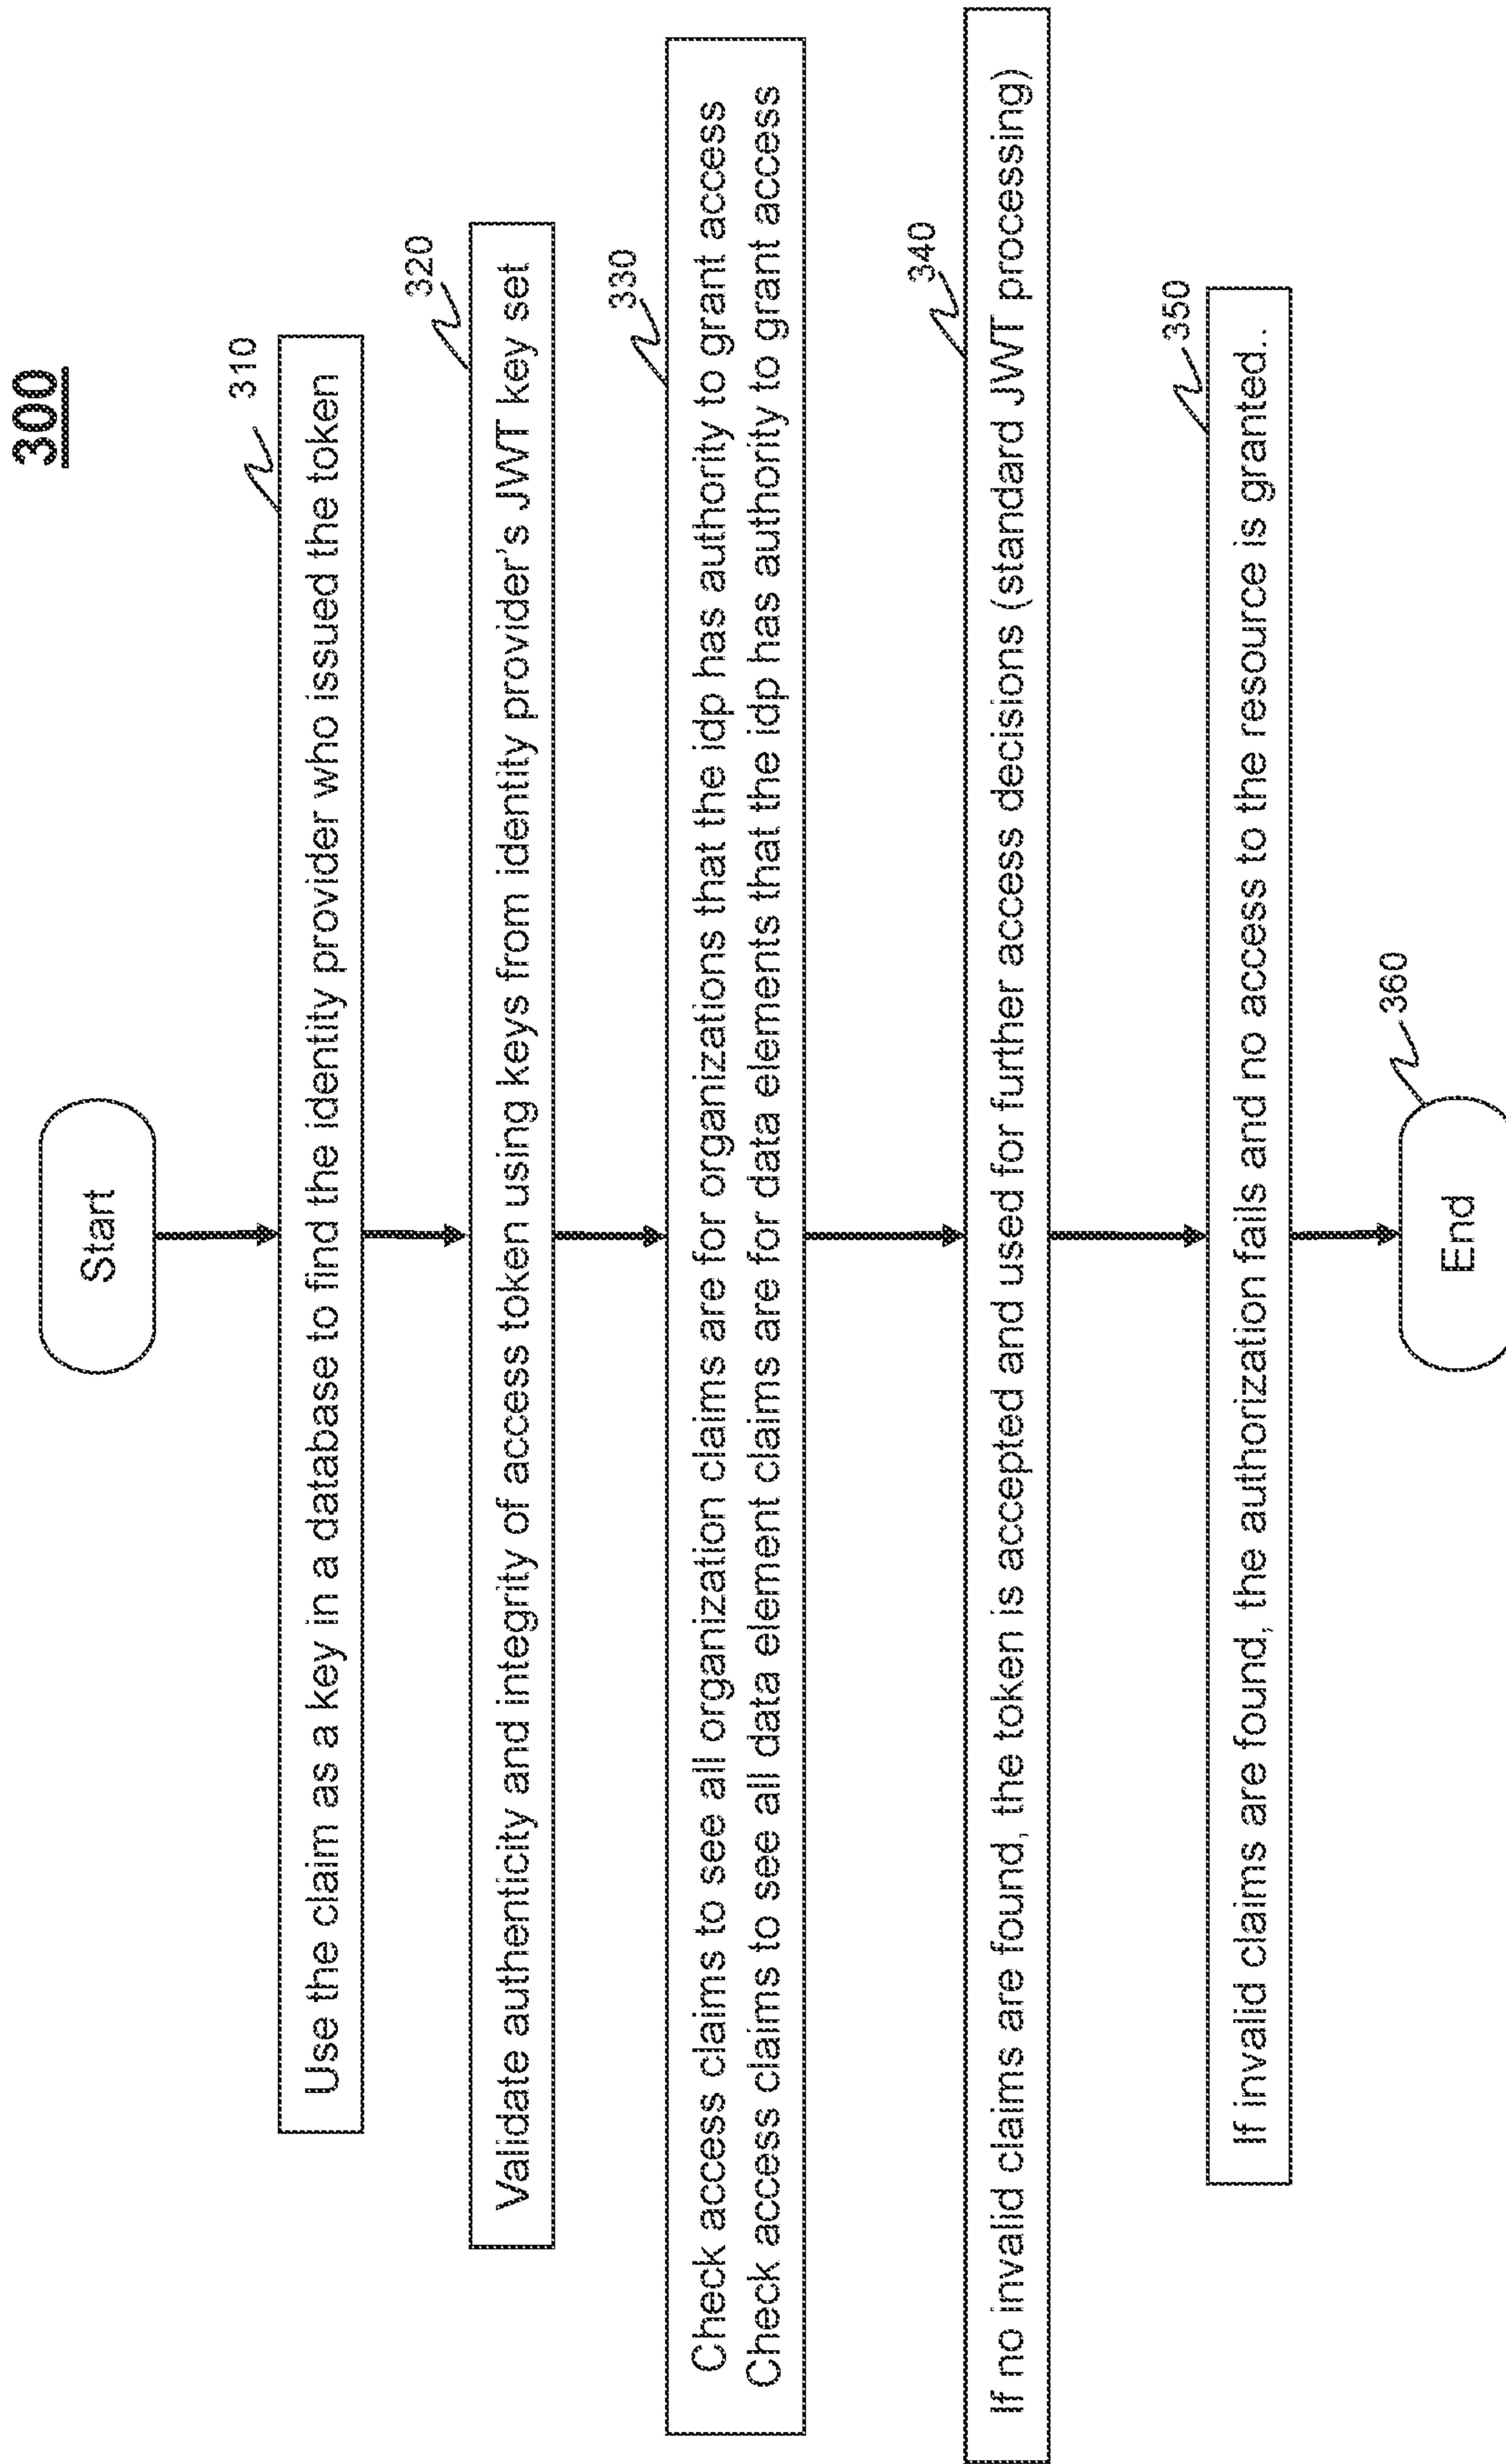 300
Start
310
Use the claim as a key in a database to find the identity provider who issued the token
320
Validate authenticity and integrity of access token using keys from identity provider's JWT key set
330
Check access claims to see all organization claims are for organizations that the idp has authority to grant access
Check access claims to see all data element claims are for data elements that the idp has authority to grant access
340
If no invalid claims are found, the token is accepted and used for further access decisions (standard JWT processing)
350
If invalid claims are found, the authorization fails and no access to the resource is granted..
360
End